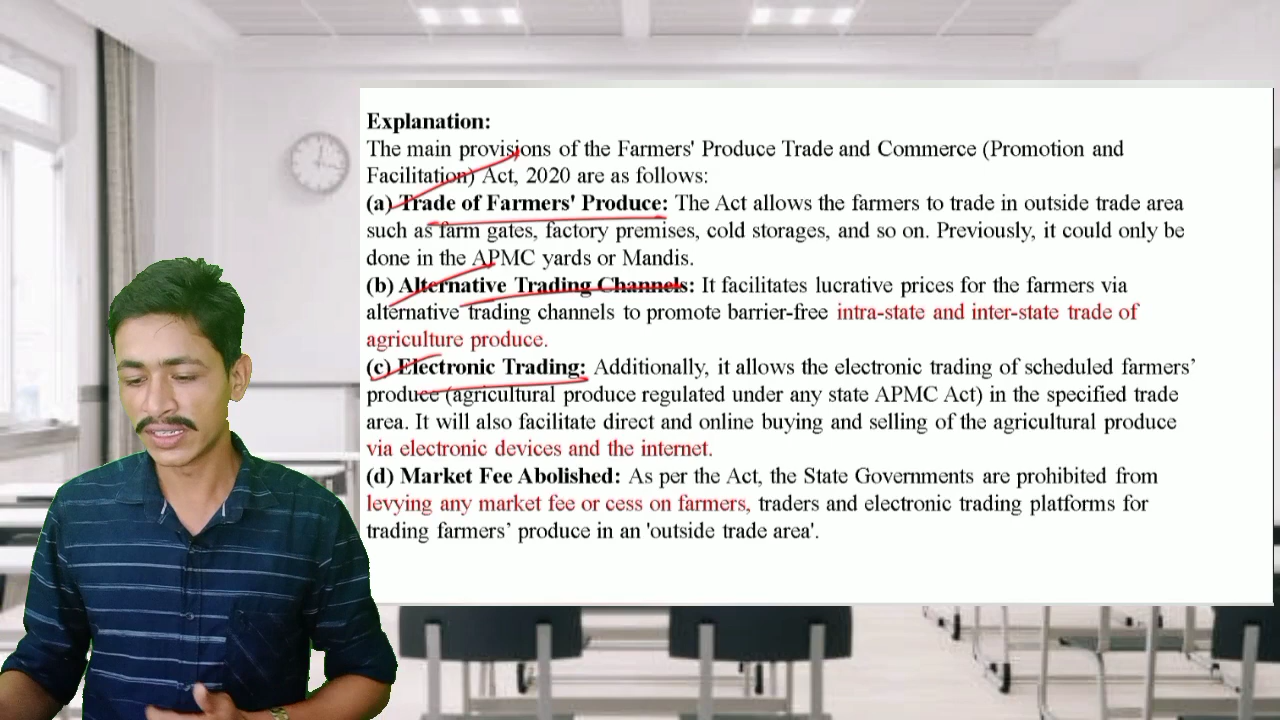 Explanation:
The main provisions of the Farmers' Produce Trade and Commerce (Promotion and
Facilitation) Act, 2020 are as follows:
(a) Trade of Farmers' Produce: The Act allows the farmers to trade in outside trade area
such as farm gates, factory premises, cold storages, and so on. Previously, it could only be
done in the APMC yards or Mandis.
(b) Alternative Trading Channels: It facilitates lucrative prices for the farmers via
alternative trading channels to promote barrier-free intra-state and inter-state trade of
agriculture produce.
(c) Electronic Trading: Additionally, it allows the electronic trading of scheduled farmers’
produce (agricultural produce regulated under any state APMC Act) in the specified trade
area. It will also facilitate direct and online buying and selling of the agricultural produce
via electronic devices and the internet.
(d) Market Fee Abolished: As per the Act, the State Governments are prohibited from
levying any market fee or cess on farmers, traders and electronic trading platforms for
trading farmers’ produce in an 'outside trade area'.